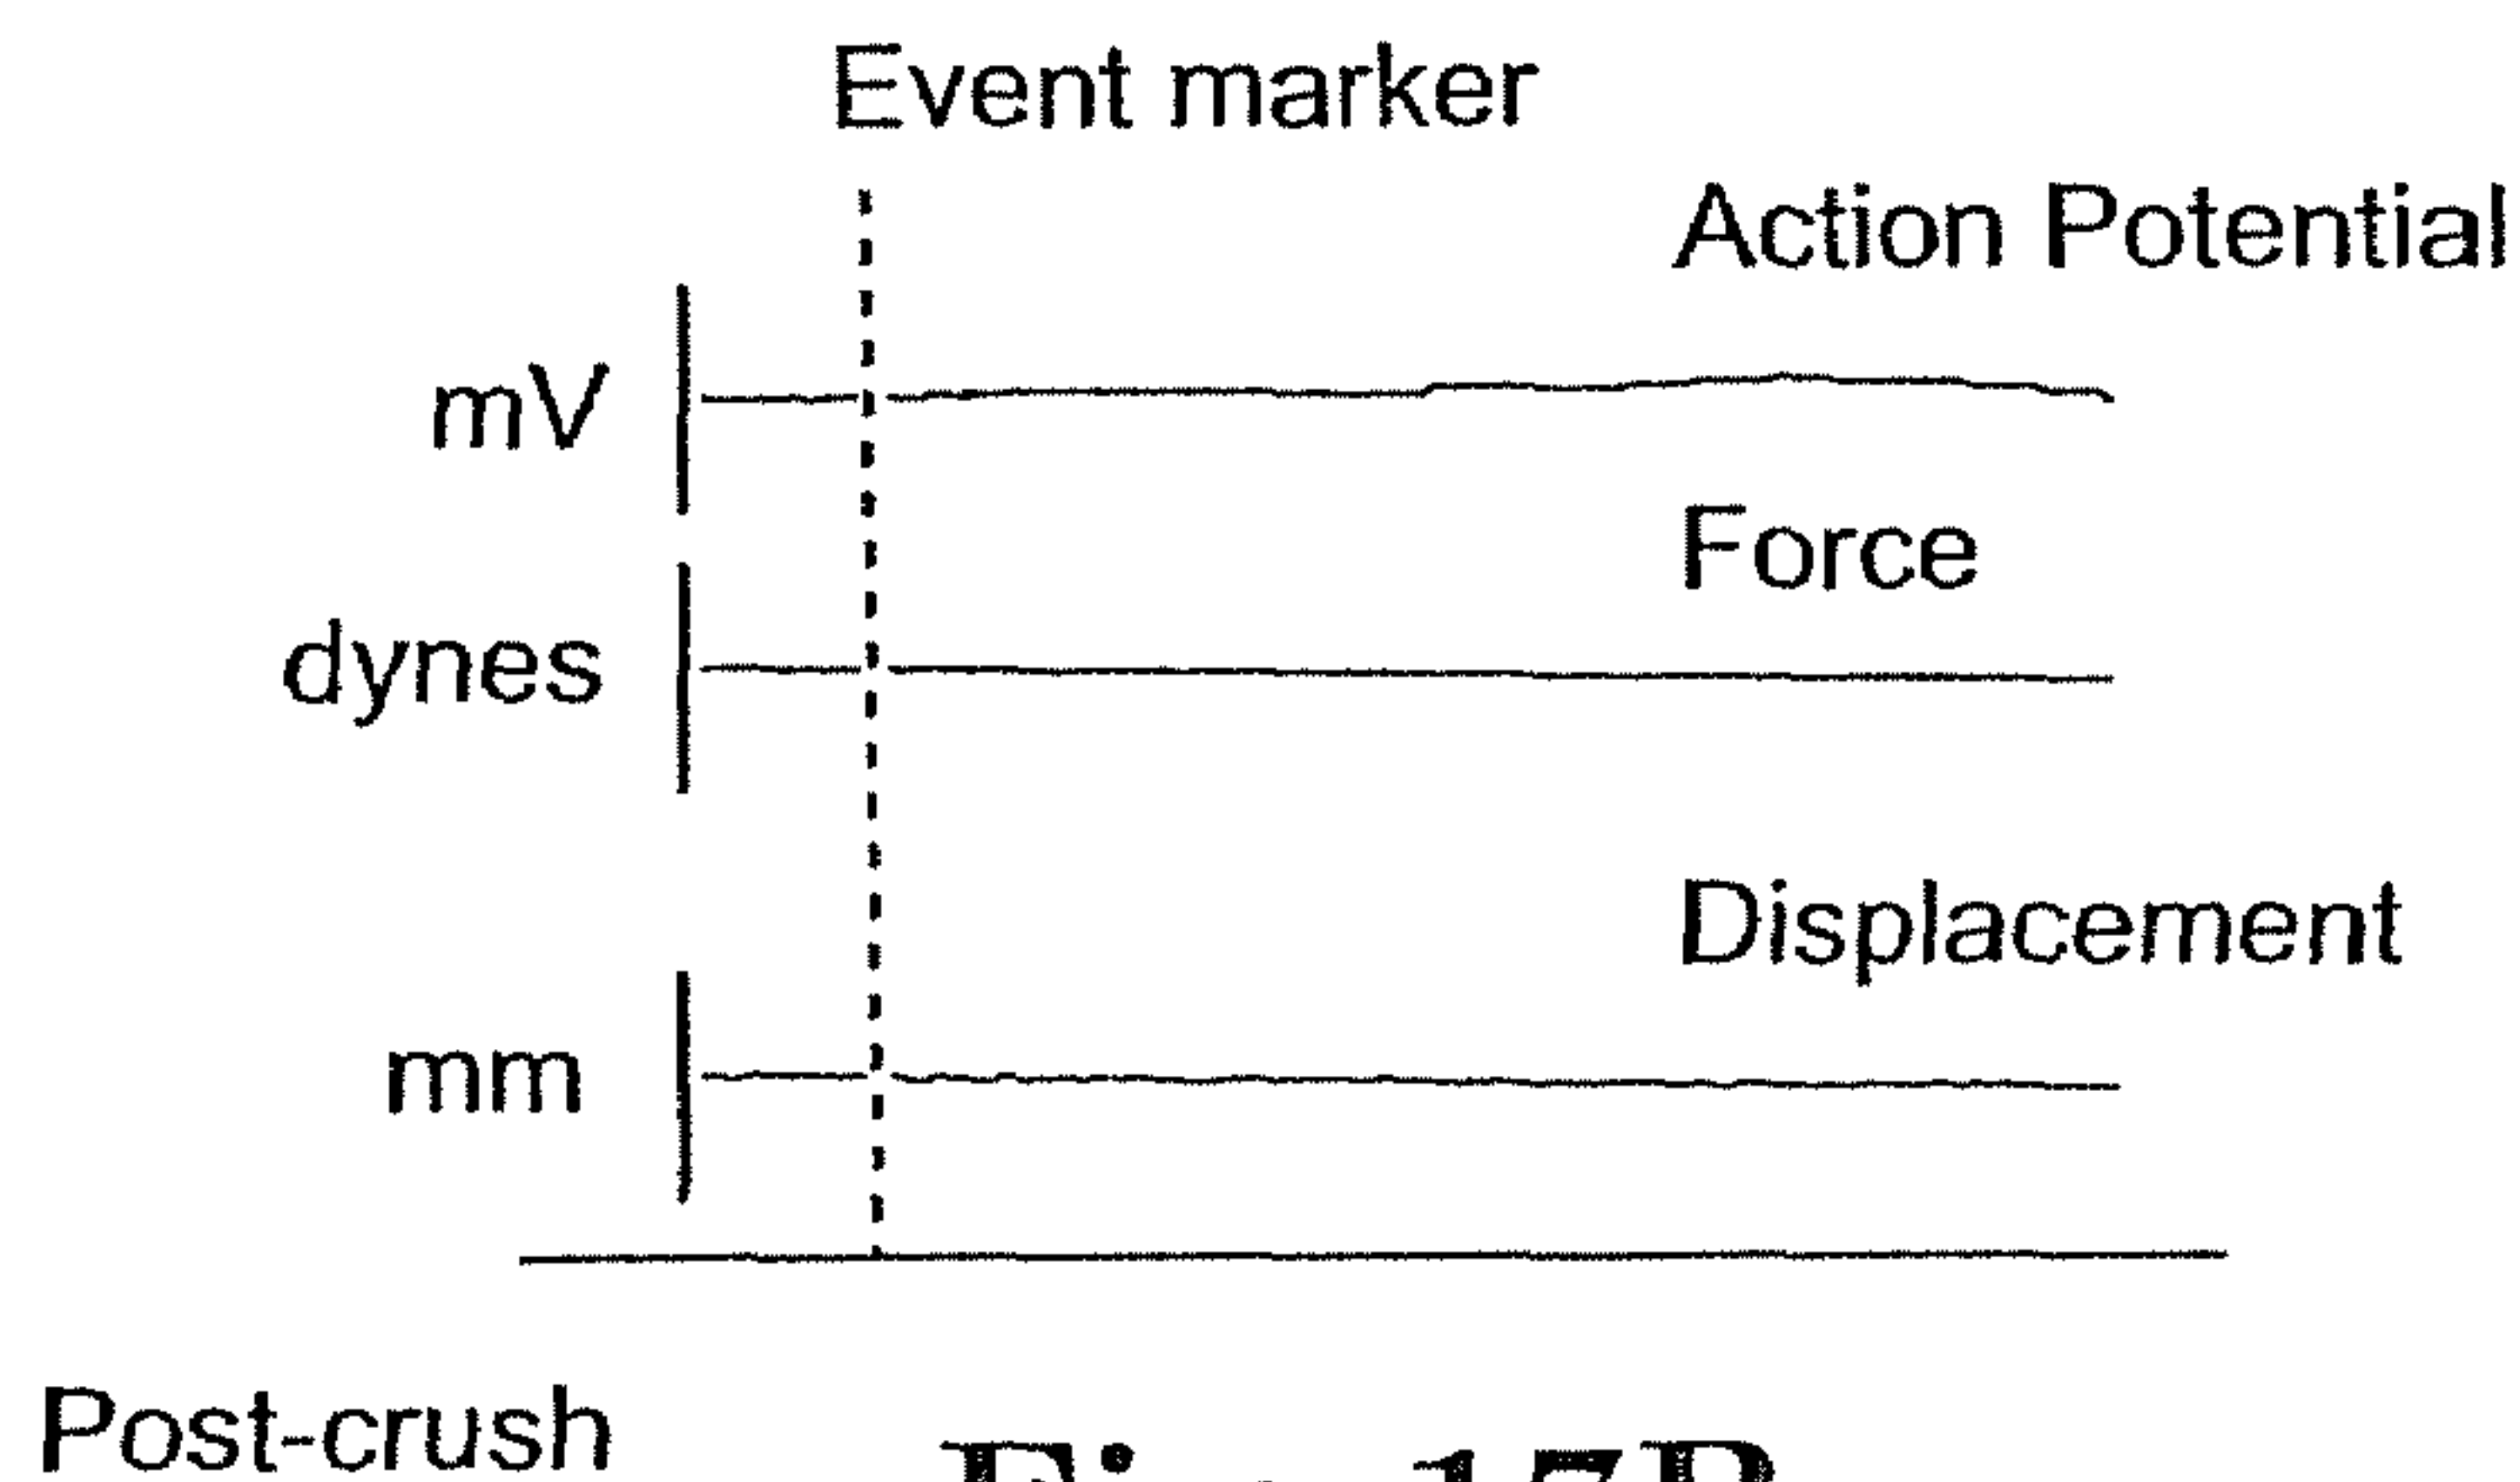 Event marker
Action Potential
mV
Force
dynes
Displacement
mm
Post-crush